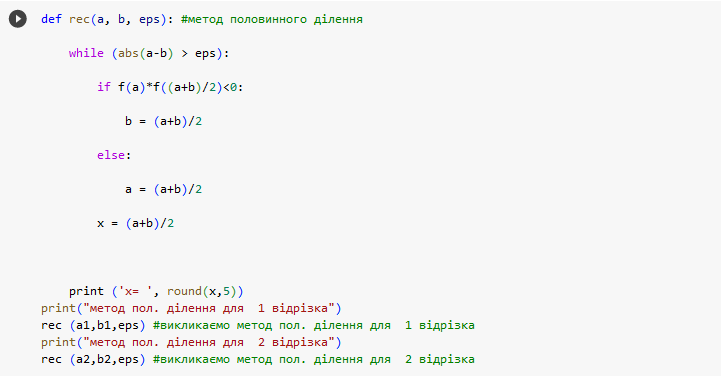 def rec(a, b, eps): #метод половинного ділення
while (abs(a-b) > eps):
if f(a)*f((a+b)/2)<0:
b = (a+b)/2
else:
a = (a+b)/2
x = (a+b)/2
print ('x= ', round(x,5))
print("метод пол. ділення для  1 відрізка")
rec (a1,b1,eps) #викликаємо метод пол. ділення для  1 відрізка
print("метод пол. ділення для  2 відрізка")
rec (a2,b2,eps) #викликаємо метод пол. ділення для  2 відрізка